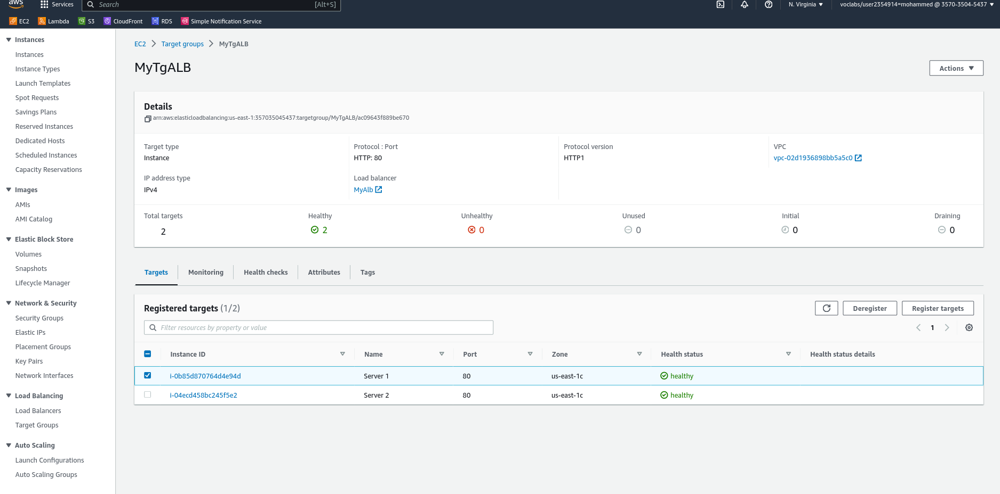 aws
Services
Search [Alt+S]
N. Virginia
voclabs/user2354914=mohammed @ 3570-3504-5437
EC2 Lambda S3 CloudFront RDS Simple Notification Service
Instances
Instances
Instance Types
Launch Templates
Spot Requests
Savings Plans
Reserved Instances
Dedicated Hosts
Scheduled Instances
Capacity Reservations
Images
AMIs
AMI Catalog
Elastic Block Store
Volumes
Snapshots
Lifecycle Manager
Network & Security
Security Groups
Elastic IPs
Placement Groups
Key Pairs
Network Interfaces
Load Balancing
Load Balancers
Target Groups
Auto Scaling
Launch Configurations
Auto Scaling Groups
EC2 Target groups MyTgALB
MyTgALB
Actions
Details
arn:aws:elasticloadbalancing:us-east-1:357035045437:targetgroup/MyTgALB/ac09643f889be670
Target type
Instance
Protocol : Port
HTTP: 80
Protocol version
HTTP1
VPC
vpc-02d1936898bb5a5c0
IP address type
IPv4
Load balancer
MyAlb
Total targets
2
Healthy
2
Unhealthy
0
Unused
0
Initial
0
Draining
0
Targets Monitoring Health checks Attributes Tags
Registered targets (1/2)
Deregister
Register targets
Filter resources by property or value
1
Instance ID Name Port Zone Health status Health status details
i-0b85d870764d4e94d Server 1 80 us-east-1c healthy
i-04ecd458bc245f5e2 Server 2 80 us-east-1c healthy